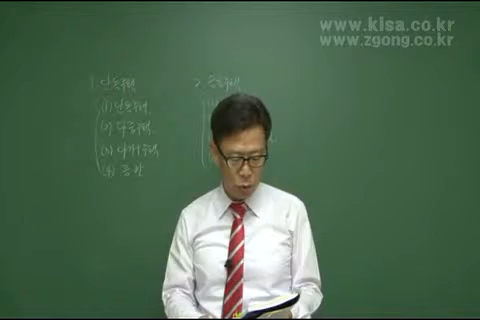 www.klsa.co.kr
www.zgong.co.kr
1. 단독주택
(1) 단독주택
(2) 다중주택
(3) 다가구주택
(4) 공관
2. 공동주택